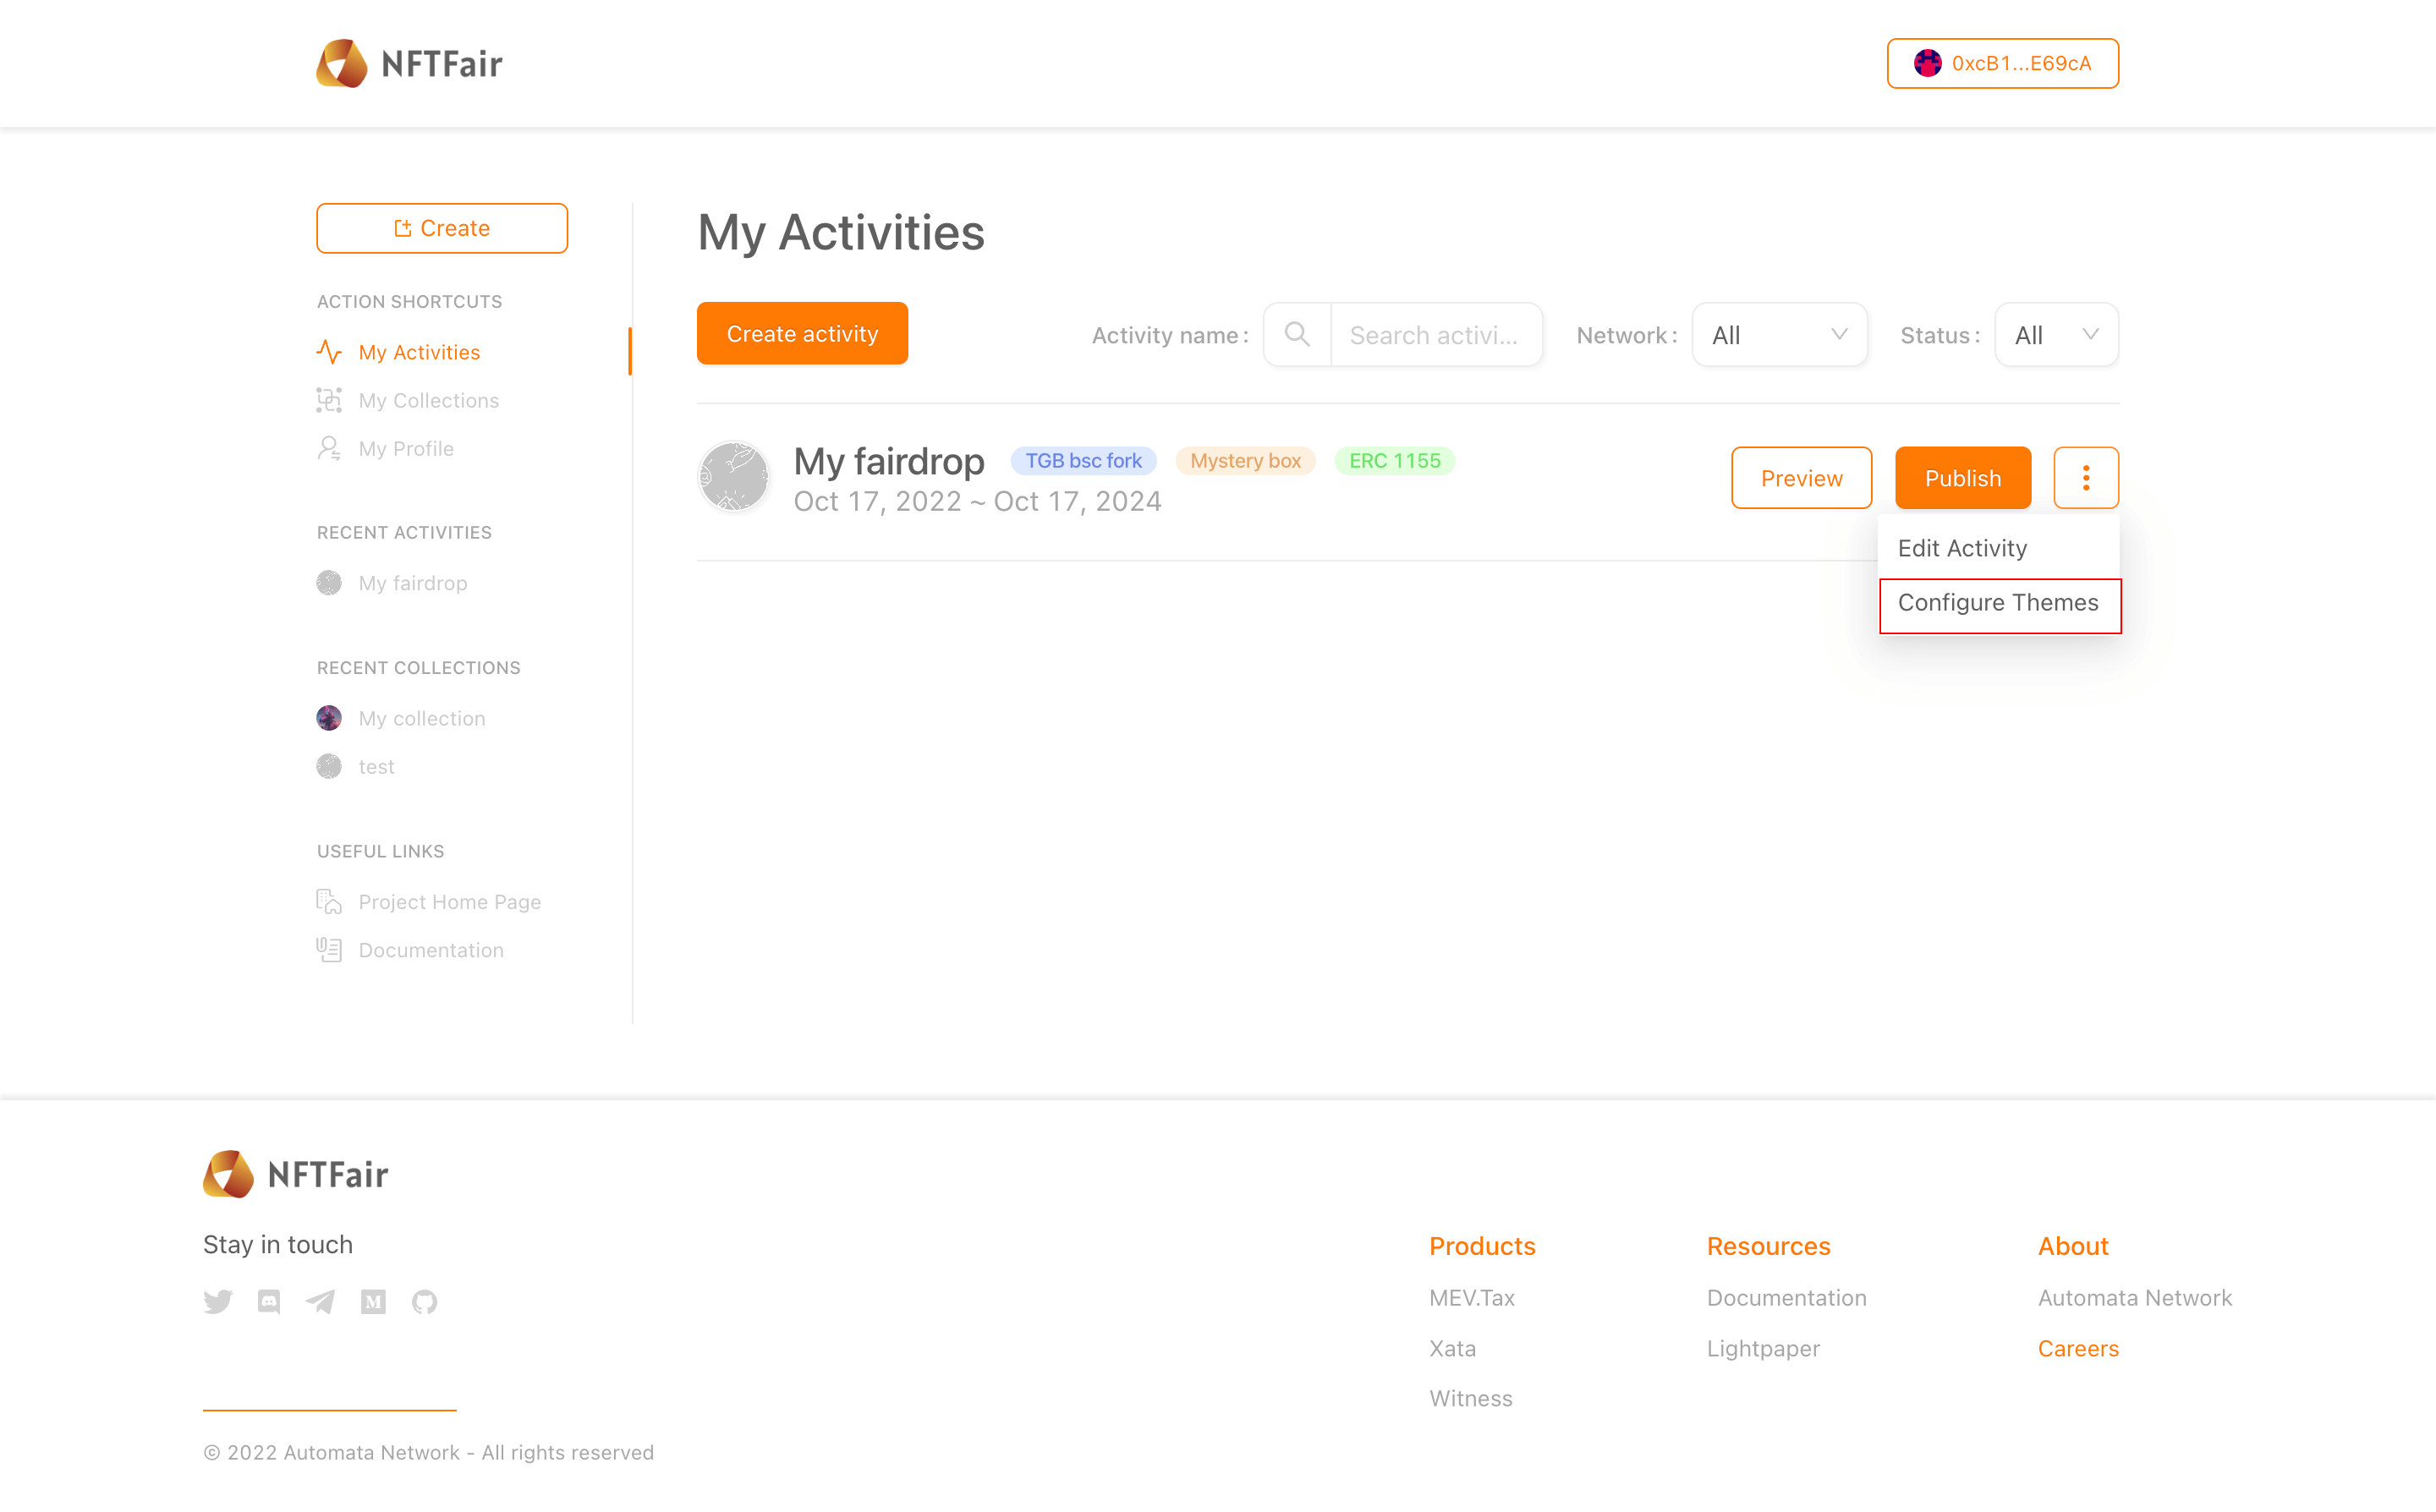 NFTFair
0xcB1...E69cA
Create
ACTION SHORTCUTS
My Activities
My Collections
My Profile
RECENT ACTIVITIES
My fairdrop
RECENT COLLECTIONS
My collection
test
USEFUL LINKS
Project Home Page
Documentation
My Activities
Create activity
Activity name :
Search activi...
Network :
All
Status :
All
My fairdrop
TGB bsc fork
Mystery box
ERC 1155
Oct 17, 2022 ~ Oct 17, 2024
Preview
Publish
Edit Activity
Configure Themes
NFTFair
Stay in touch
M
Products
MEV.Tax
Xata
Witness
Resources
Documentation
Lightpaper
About
Automata Network
Careers
© 2022 Automata Network - All rights reserved